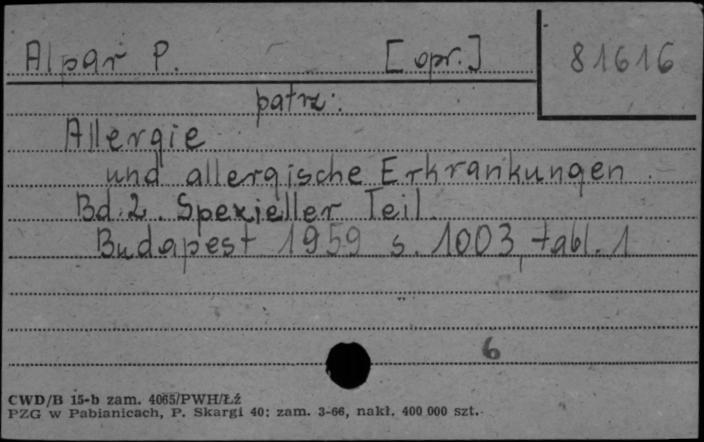 Alpar P. [opr.] 81616
patrz:
Allergie
und allergische Erkrankungen.
Bd. 2. Spezieller Teil.
Budapest 1959 s. 1003, tabl. 1
6
CWD/B 15-b zam. 4065/PWH/Łź
PZG w Pabianicach, P. Skargi 40; zam. 3-66, nakł. 400 000 szt.